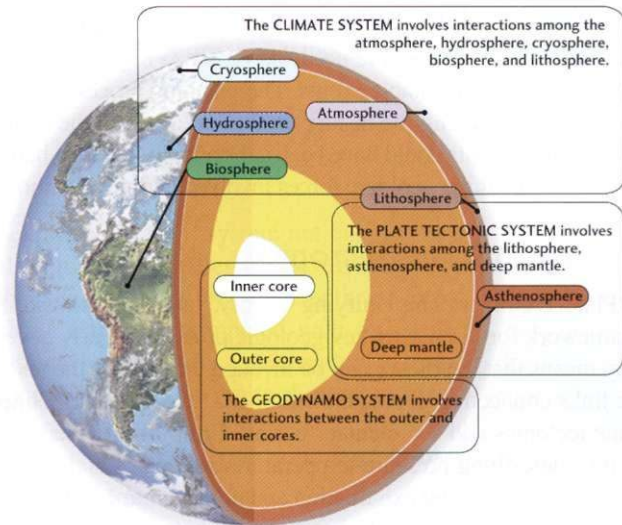 The CLIMATE SYSTEM involves interactions among the
atmosphere, hydrosphere, cryosphere,
biosphere, and lithosphere.
Cryosphere
Atmosphere
Hydrosphere
Biosphere
Lithosphere
The PLATE TECTONIC SYSTEM involves
interactions among the lithosphere,
asthenosphere, and deep mantle.
Inner core
Asthenosphere
Outer core
Deep mantle
The GEODYNAMO SYSTEM involves
interactions between the outer and
inner cores.